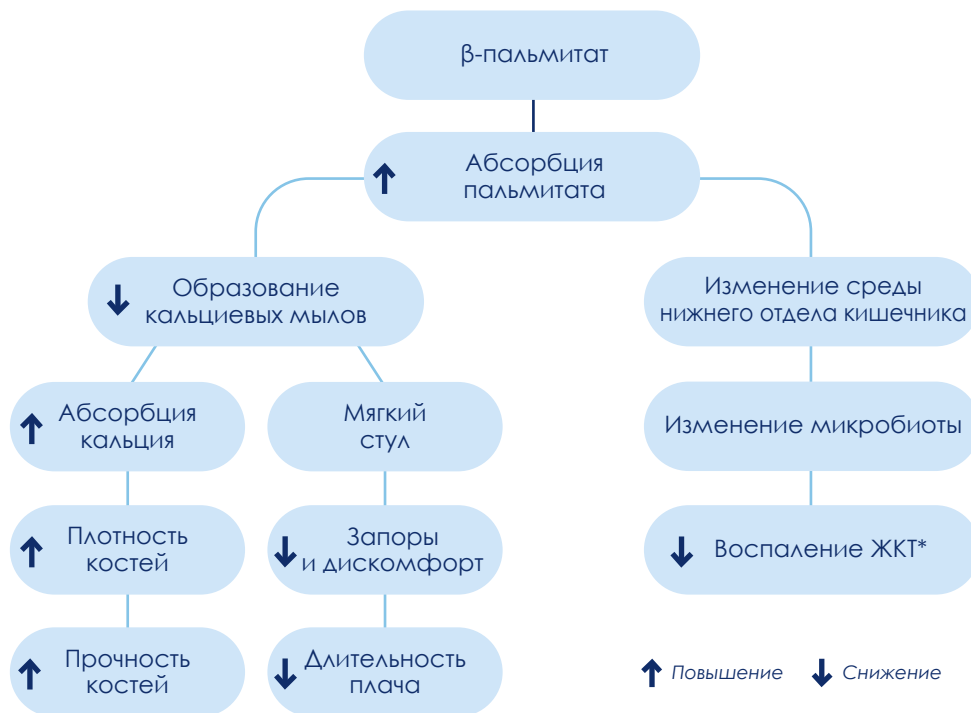 β-пальмитат
Абсорбция
пальмитата
Образование
кальциевых мылов
Изменение среды
нижнего отдела кишечника
Абсорбция
кальция
Мягкий
стул
Изменение микробиоты
Плотность
костей
Запоры
и дискомфорт
Воспаление ЖКТ*
Прочность
костей
Длительность
плача
Повышение
Снижение